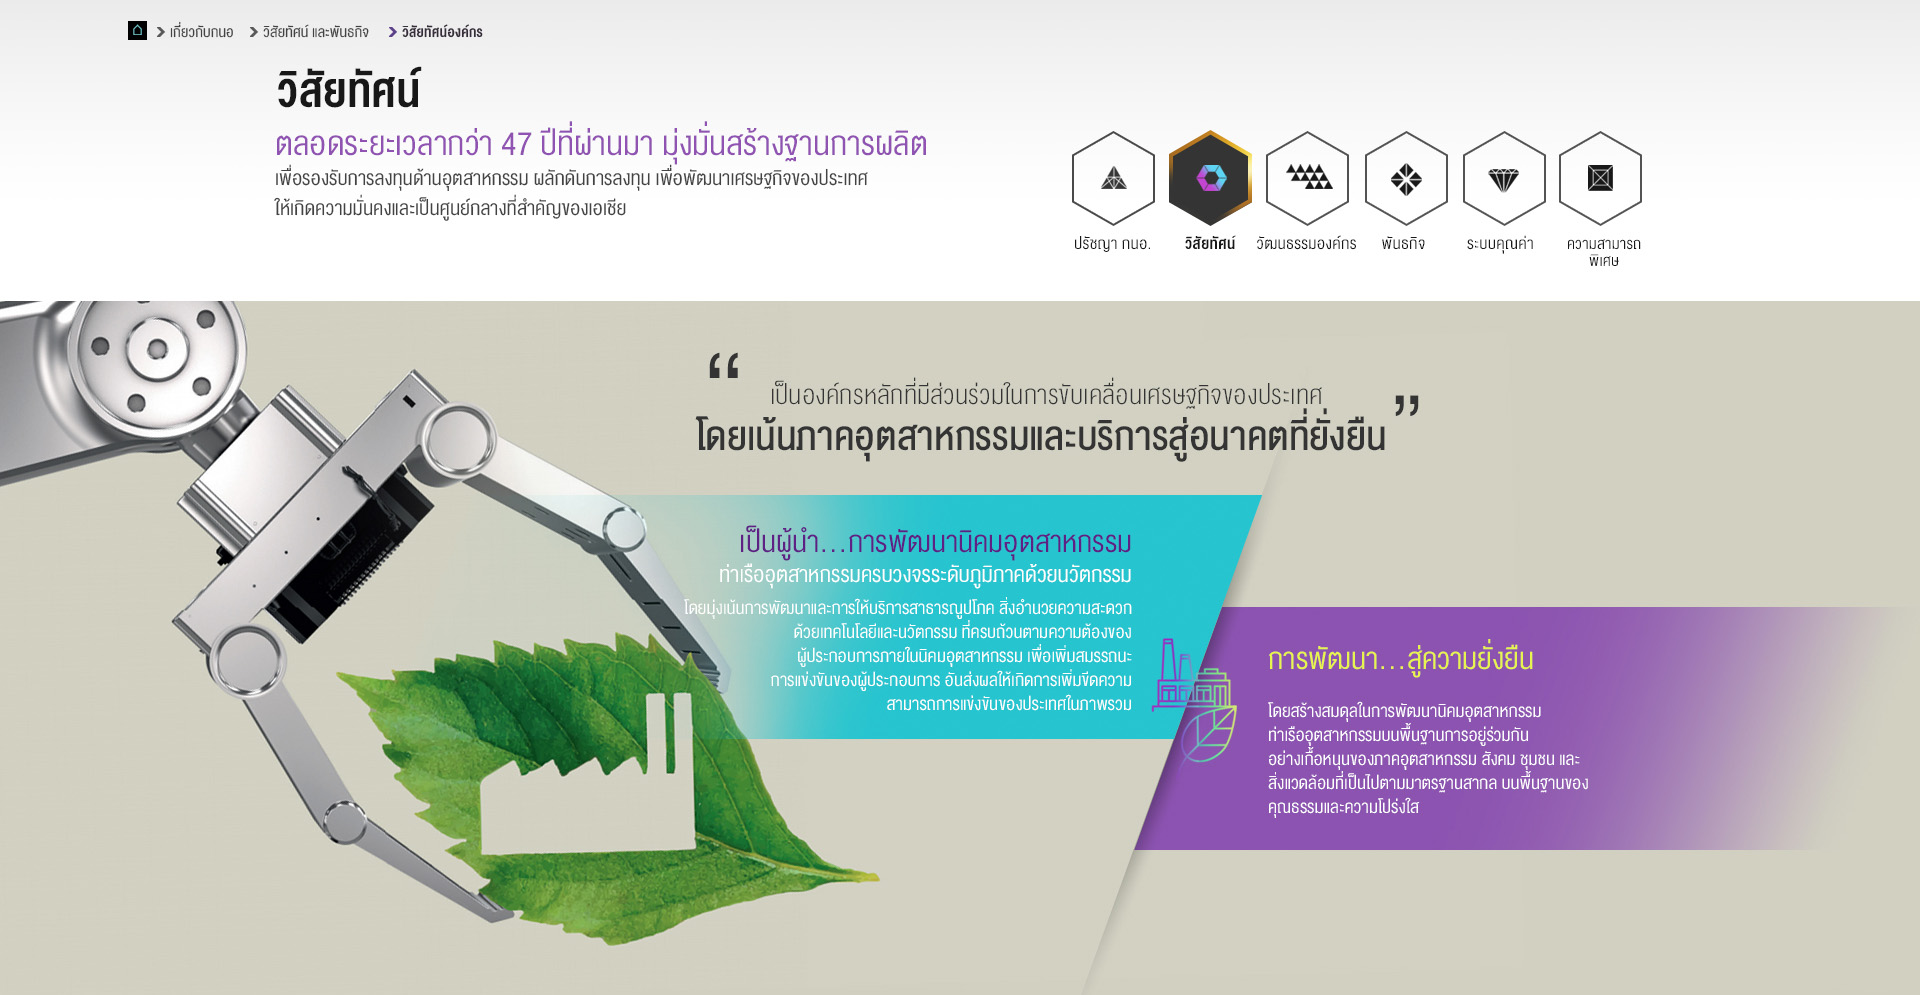 เกี่ยวกับกนอ วิสัยทัศน์ และพันธกิจ วิสัยทัศน์องค์กร
วิสัยทัศน์
ตลอดระยะเวลากว่า 47 ปีที่ผ่านมา มุ่งมั่นสร้างฐานการผลิต
เพื่อรองรับการลงทุนด้านอุตสาหกรรม ผลักดันการลงทุน เพื่อพัฒนาเศรษฐกิจของประเทศ
ให้เกิดความมั่นคงและเป็นศูนย์กลางที่สำคัญของเอเชีย
ปรัชญา กนอ.
วิสัยทัศน์
วัฒนธรรมองค์กร
พันธกิจ
ระบบคุณค่า
ความสามารถ
พิเศษ
“ เป็นองค์กรหลักที่มีส่วนร่วมในการขับเคลื่อนเศรษฐกิจของประเทศ
โดยเน้นภาคอุตสาหกรรมและบริการสู่อนาคตที่ยั่งยืน ”
เป็นผู้นำ...การพัฒนานิคมอุตสาหกรรม
ท่าเรืออุตสาหกรรมครบวงจรระดับภูมิภาคด้วยนวัตกรรม
โดยมุ่งเน้นการพัฒนาและการให้บริการสาธารณูปโภค สิ่งอำนวยความสะดวก
ด้วยเทคโนโลยีและนวัตกรรม ที่ครบถ้วนตามความต้องของ
ผู้ประกอบการภายในนิคมอุตสาหกรรม เพื่อเพิ่มสมรรถนะ
การแข่งขันของผู้ประกอบการ อันส่งผลให้เกิดการเพิ่มขีดความ
สามารถการแข่งขันของประเทศในภาพรวม
การพัฒนา...สู่ความยั่งยืน
โดยสร้างสมดุลในการพัฒนานิคมอุตสาหกรรม
ท่าเรืออุตสาหกรรมบนพื้นฐานการอยู่ร่วมกัน
อย่างเกื้อหนุนของภาคอุตสาหกรรม สังคม ชุมชน และ
สิ่งแวดล้อมที่เป็นไปตามมาตรฐานสากล บนพื้นฐานของ
คุณธรรมและความโปร่งใส